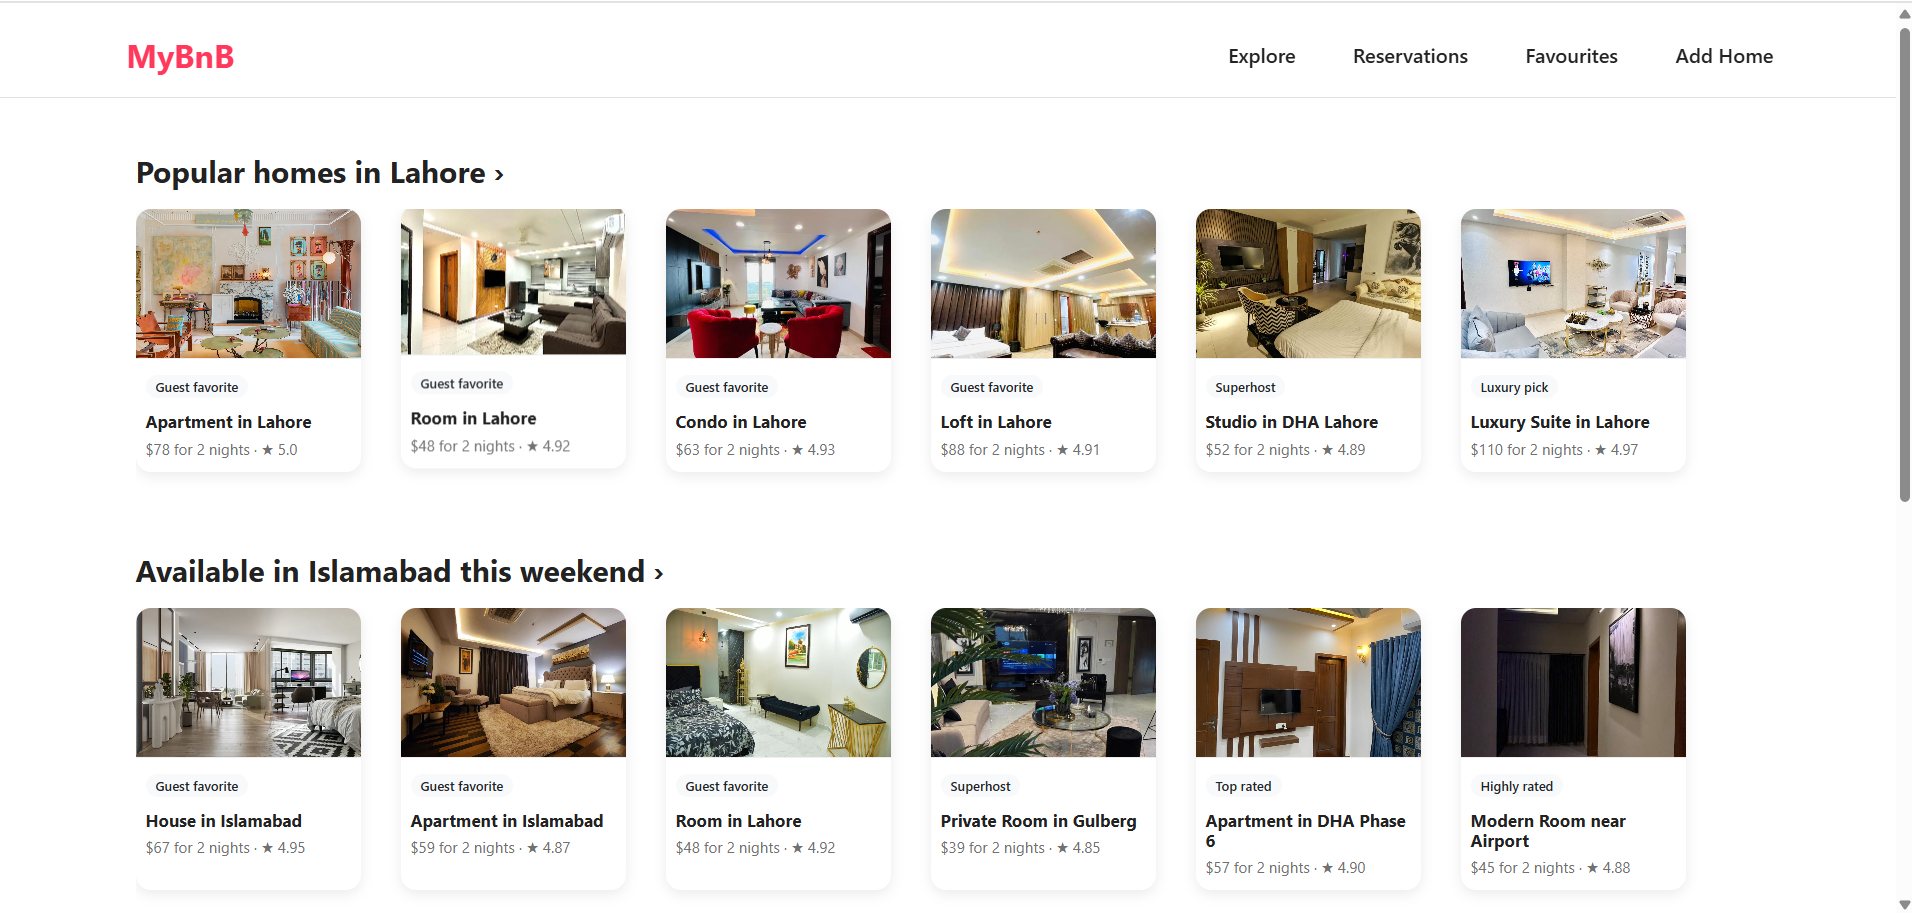 MyBnB
Explore
Reservations
Favourites
Add Home
Popular homes in Lahore ›
Guest favorite
Apartment in Lahore
$78 for 2 nights · ★ 5.0
Guest favorite
Room in Lahore
$48 for 2 nights · ★ 4.92
Guest favorite
Condo in Lahore
$63 for 2 nights · ★ 4.93
Guest favorite
Loft in Lahore
$88 for 2 nights · ★ 4.91
Superhost
Studio in DHA Lahore
$52 for 2 nights · ★ 4.89
Luxury pick
Luxury Suite in Lahore
$110 for 2 nights · ★ 4.97
Available in Islamabad this weekend ›
Guest favorite
House in Islamabad
$67 for 2 nights · ★ 4.95
Guest favorite
Apartment in Islamabad
$59 for 2 nights · ★ 4.87
Guest favorite
Room in Lahore
$48 for 2 nights · ★ 4.92
Superhost
Private Room in Gulberg
$39 for 2 nights · ★ 4.85
Top rated
Apartment in DHA Phase
6
$57 for 2 nights · ★ 4.90
Highly rated
Modern Room near
Airport
$45 for 2 nights · ★ 4.88